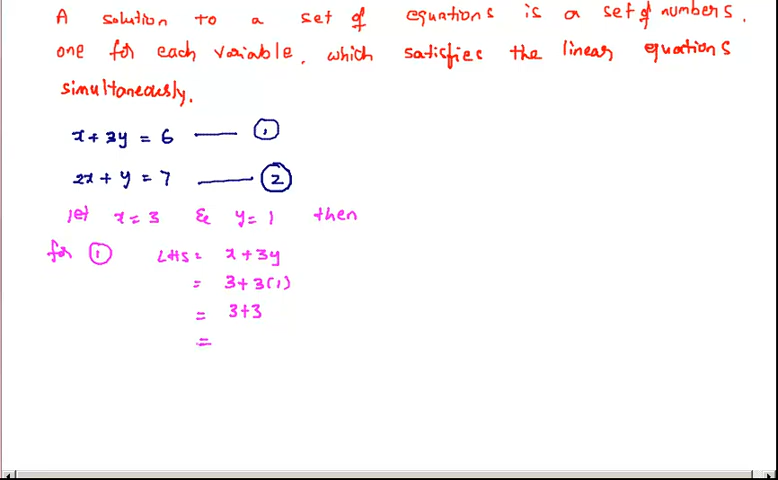 A solution to a set of equations is a set of numbers,
one for each variable, which satisfies the linear equations
simultaneously.
x + 3y = 6 —— ①
2x + y = 7 —— ②
let x = 3 & y = 1 then
for ① LHS = x + 3y
= 3 + 3(1)
= 3+3
=